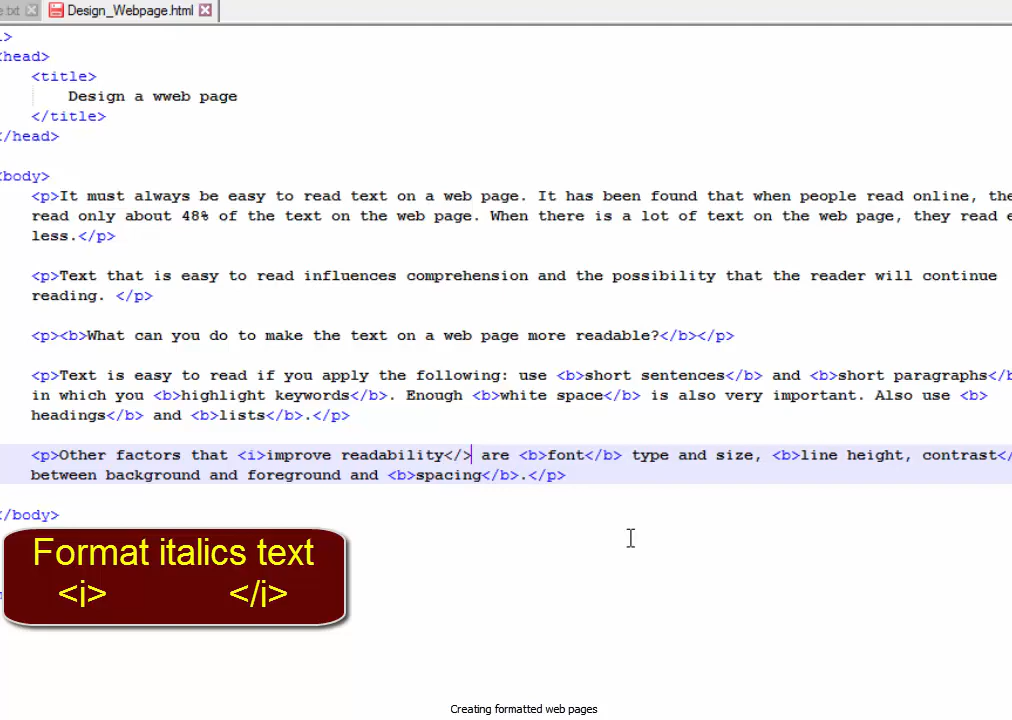 e.txt Design_Webpage.html
l>
<head>
<title>
Design a wweb page
</title>
</head>
<body>
<p>It must always be easy to read text on a web page. It has been found that when people read online, the
read only about 48% of the text on the web page. When there is a lot of text on the web page, they read e
less.</p>
<p>Text that is easy to read influences comprehension and the possibility that the reader will continue
reading. </p>
<p><b>What can you do to make the text on a web page more readable?</b></p>
<p>Text is easy to read if you apply the following: use <b>short sentences</b> and <b>short paragraphs</b
in which you <b>highlight keywords</b>. Enough <b>white space</b> is also very important. Also use <b>
headings</b> and <b>lists</b>.</p>
<p>Other factors that <i>improve readability</> are <b>font</b> type and size, <b>line height, contrast</
between background and foreground and <b>spacing</b>.</p>
</body>
Format italics text
<i> </i>
Creating formatted web pages